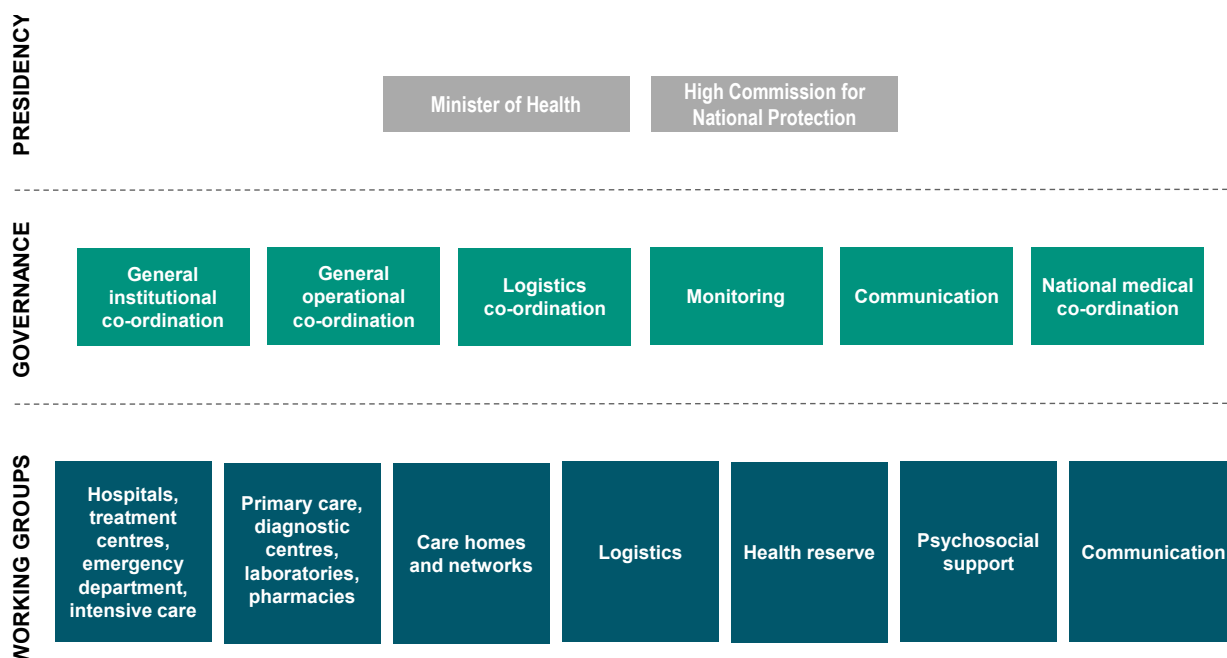 PRESIDENCY
Minister of Health
High Commission for
National Protection
GOVERNANCE
General
institutional
co-ordination
General
operational
co-ordination
Logistics
co-ordination
Monitoring
Communication
National medical
co-ordination
WORKING GROUPS
Hospitals,
treatment
centres,
emergency
department,
intensive care
Primary care,
diagnostic
centres,
laboratories,
pharmacies
Care homes
and networks
Logistics
Health reserve
Psychosocial
support
Communication